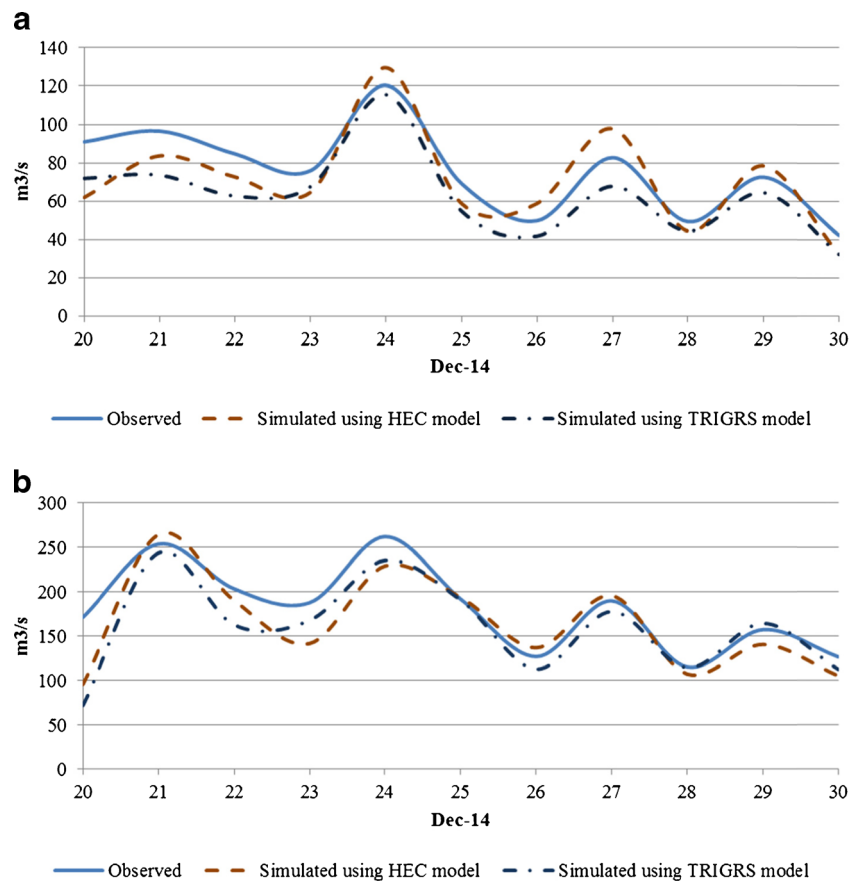 a
140
120
100
80
60
40
20
0
m3/s
20 21 22 23 24 25 26 27 28 29 30
Dec-14
Observed Simulated using HEC model Simulated using TRIGRS model
b
300
250
200
150
100
50
0
m3/s
20 21 22 23 24 25 26 27 28 29 30
Dec-14
Observed Simulated using HEC model Simulated using TRIGRS model